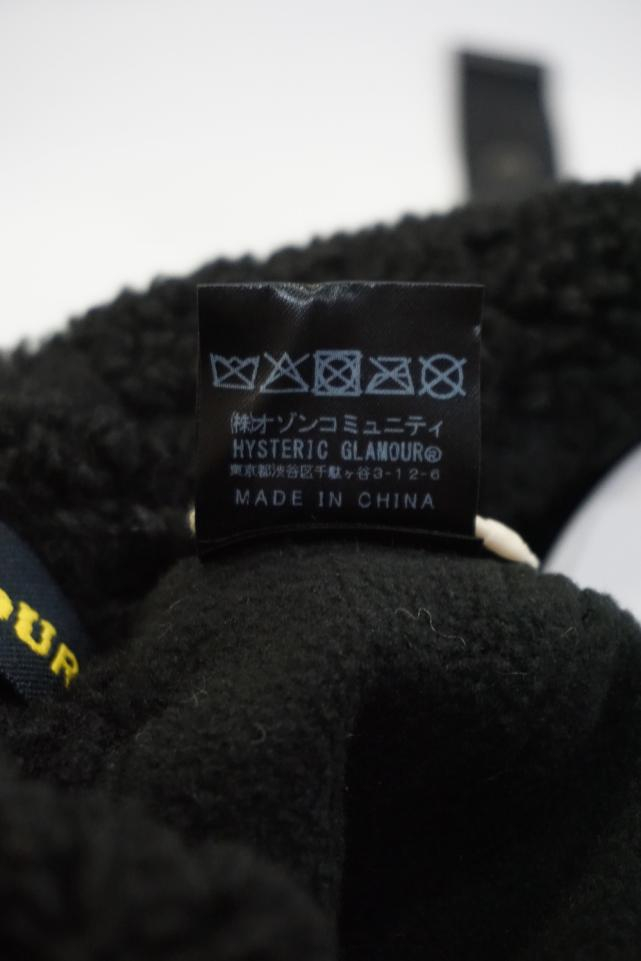 (株)オゾンコミュニティ
HYSTERIC GLAMOUR®
東京都渋谷区千駄ヶ谷3-12-6
MADE IN CHINA
OUR